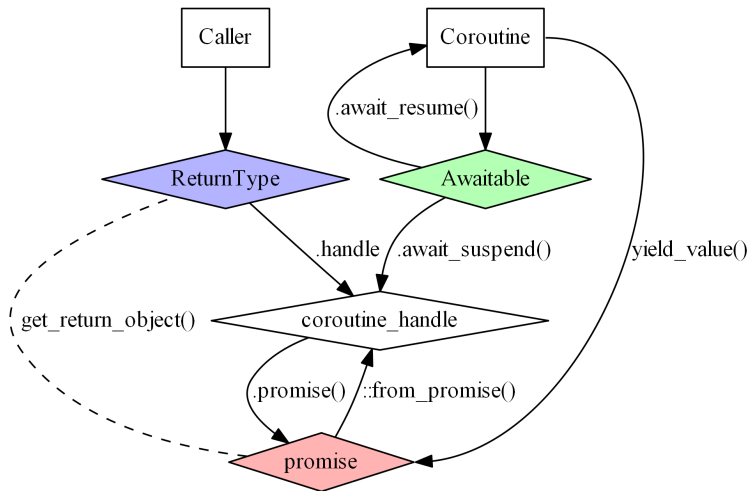 Caller
Coroutine
.await_resume()
ReturnType
Awaitable
.handle
.await_suspend()
yield_value()
get_return_object()
coroutine_handle
.promise()
::from_promise()
promise